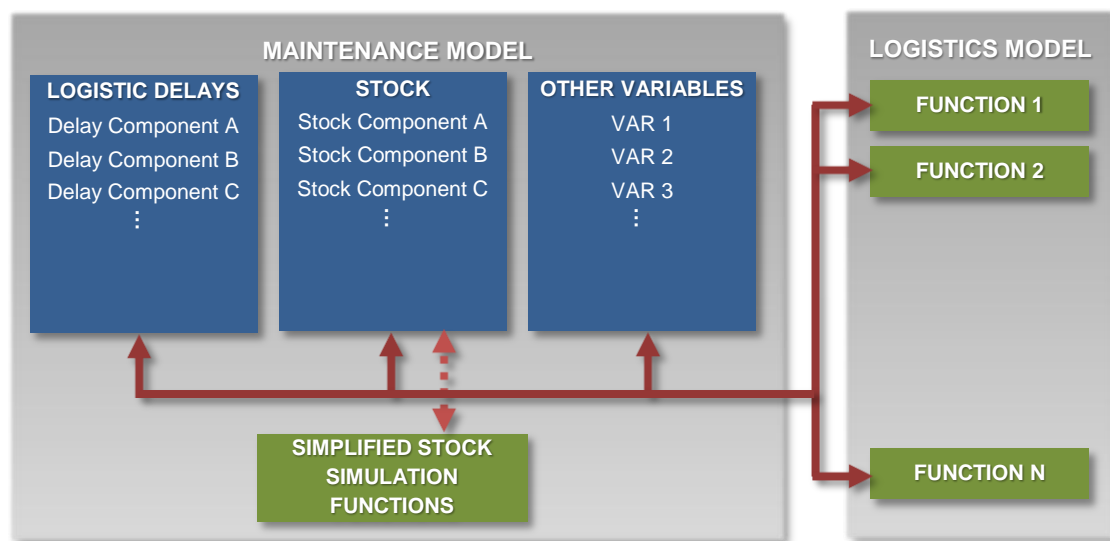 MAINTENANCE MODEL
LOGISTIC DELAYS
Delay Component A
Delay Component B
Delay Component C
⋮
STOCK
Stock Component A
Stock Component B
Stock Component C
⋮
OTHER VARIABLES
VAR 1
VAR 2
VAR 3
⋮
SIMPLIFIED STOCK
SIMULATION
FUNCTIONS
LOGISTICS MODEL
FUNCTION 1
FUNCTION 2
FUNCTION N